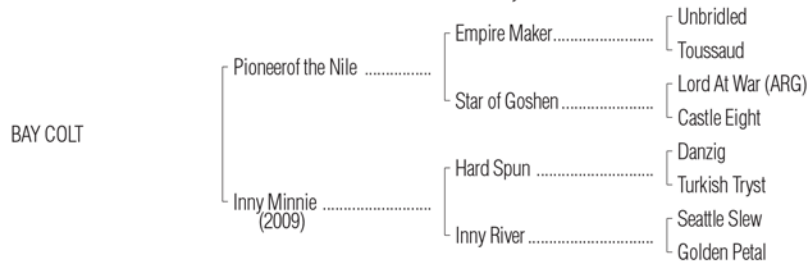 Unbridled
Empire Maker
Toussaud
Pioneerof the Nile
Lord At War (ARG)
Star of Goshen
Castle Eight
BAY COLT
Danzig
Hard Spun
Turkish Tryst
Inny Minnie
(2009)
Seattle Slew
Inny River
Golden Petal